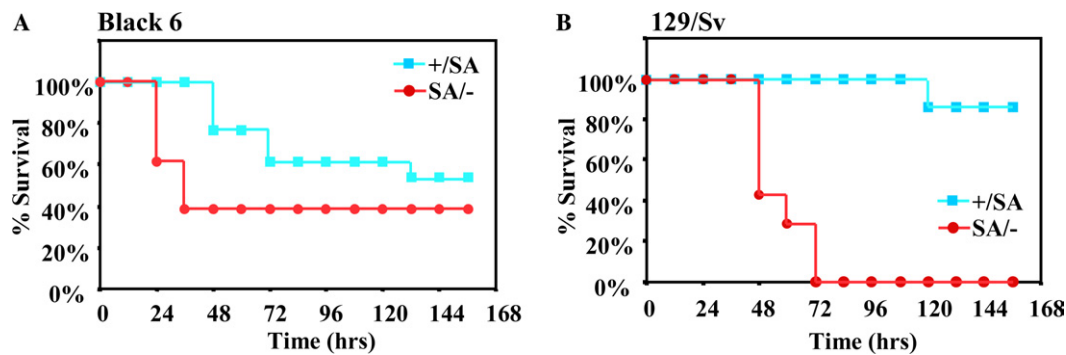 A
Black 6
100%
80%
60%
40%
20%
0%
% Survival
+/SA
SA/-
0 24 48 72 96 120 144 168
Time (hrs)
B
129/Sv
100%
80%
60%
40%
20%
0%
% Survival
+/SA
SA/-
0 24 48 72 96 120 144 168
Time (hrs)